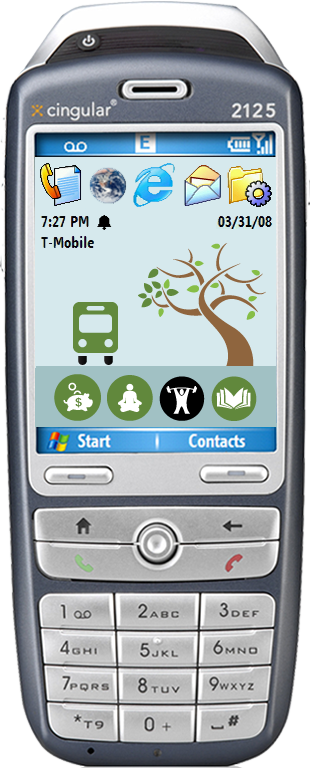 cingular®
2125
E
7:27 PM 03/31/08
T-Mobile
Start Contacts
1
2ABC
3DEF
4GHI
5JKL
6MNO
7PQRS
8TUV
9WXYZ
*T9
0 +
#